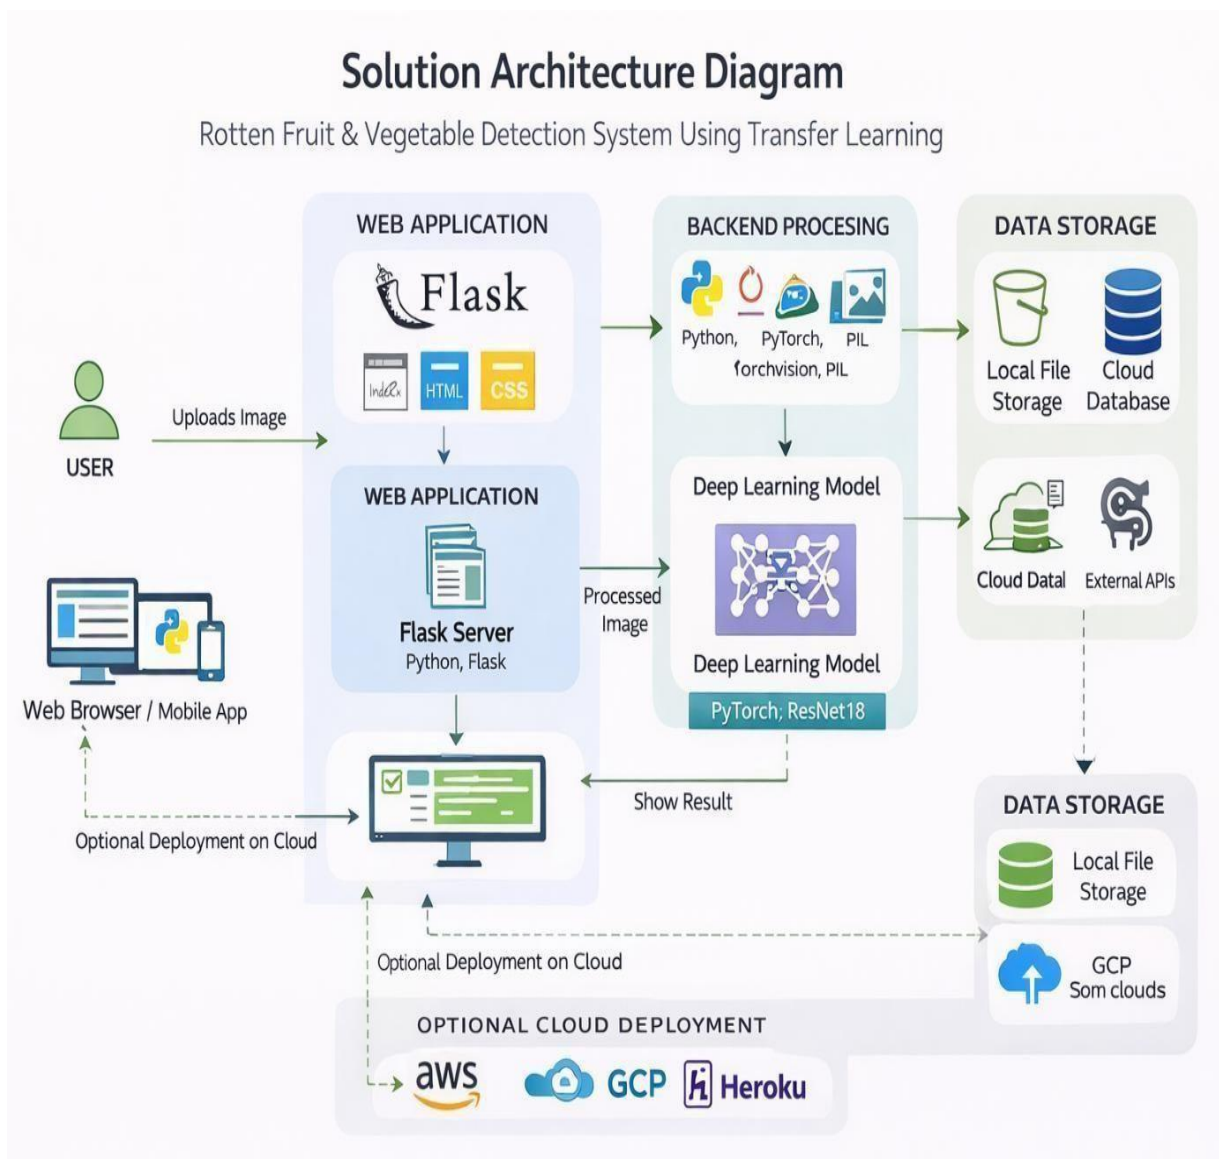 Solution Architecture Diagram
Rotten Fruit & Vegetable Detection System Using Transfer Learning
WEB APPLICATION
Flask
HTML
CSS
USER
Uploads Image
WEB APPLICATION
Flask Server
Python, Flask
Web Browser / Mobile App
Optional Deployment on Cloud
BACKEND PROCESING
Python, PyTorch, PIL
Torchvision, PIL
Processed
Image
Deep Learning Model
Deep Learning Model
PyTorch; ResNet18
Show Result
DATA STORAGE
Local File
Storage
Cloud
Database
Cloud Datal
External APIs
DATA STORAGE
Local File
Storage
GCP
Som clouds
Optional Deployment on Cloud
OPTIONAL CLOUD DEPLOYMENT
aws
GCP
Heroku